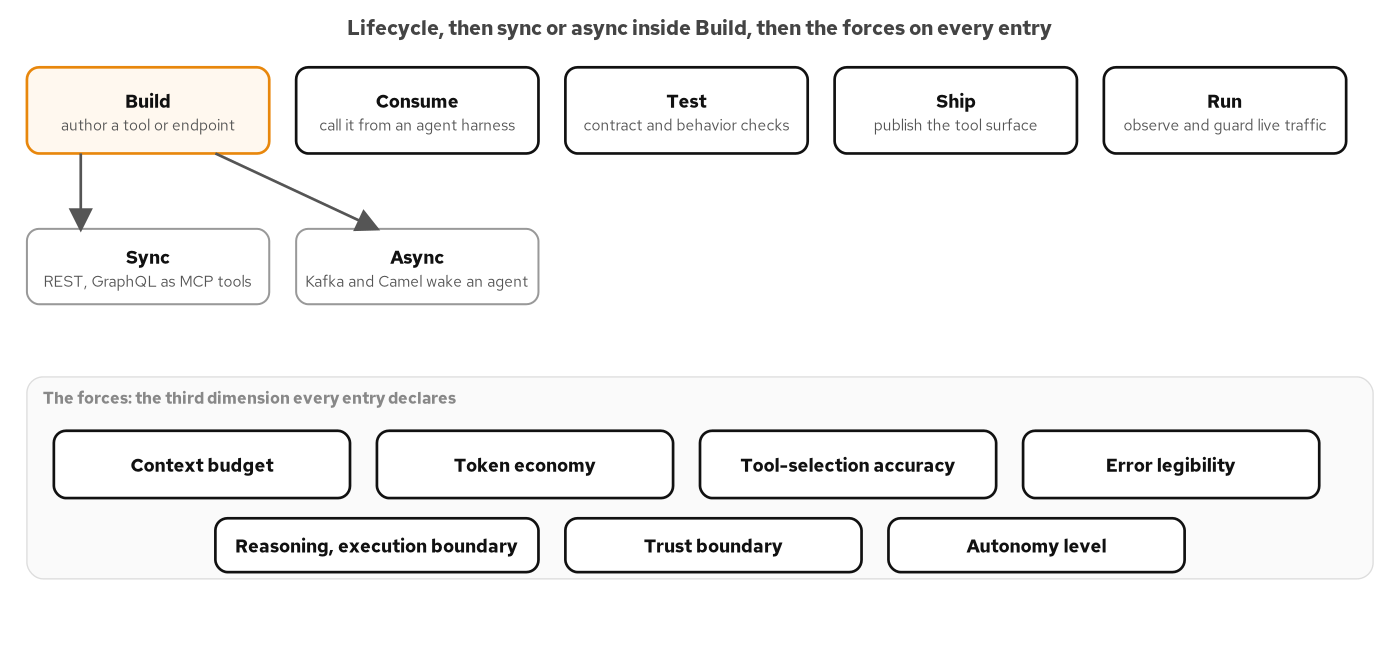 Lifecycle, then sync or async inside Build, then the forces on every entry
Build
author a tool or endpoint
Consume
call it from an agent harness
Test
contract and behavior checks
Ship
publish the tool surface
Run
observe and guard live traffic
Sync
REST, GraphQL as MCP tools
Async
Kafka and Camel wake an agent
The forces: the third dimension every entry declares
Context budget
Token economy
Tool-selection accuracy
Error legibility
Reasoning, execution boundary
Trust boundary
Autonomy level